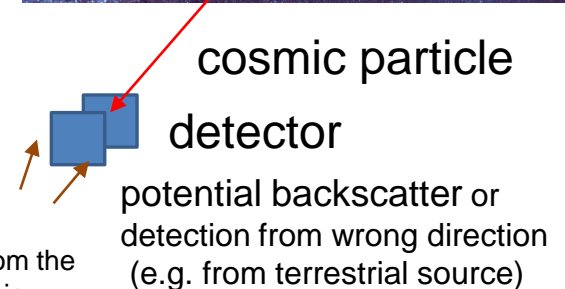 cosmic particle
detector
potential backscatter or
detection from wrong direction
om the
(e.g. from terrestrial source)